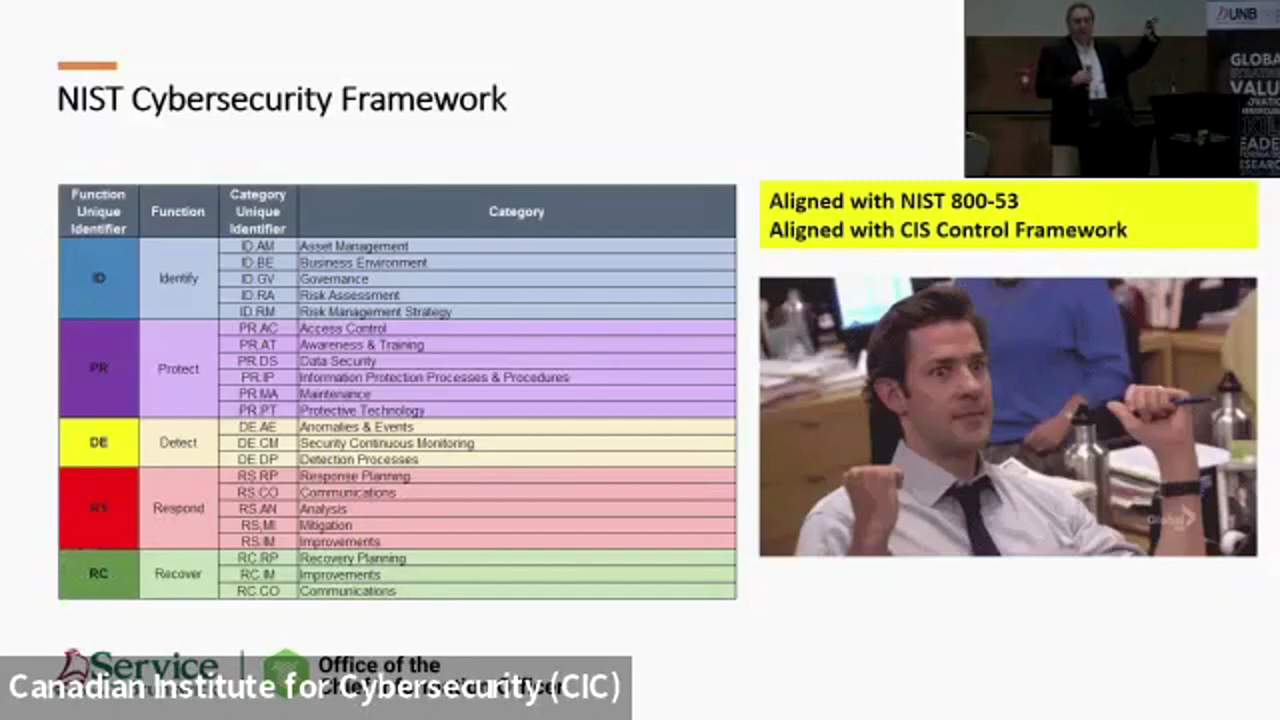 NIST Cybersecurity Framework
Function Unique Identifier
Function
Category Unique Identifier
Category
ID
Identify
ID.AM Asset Management
ID.BE Business Environment
ID.GV Governance
ID.RA Risk Assessment
ID.RM Risk Management Strategy
PR
Protect
PR.AC Access Control
PR.AT Awareness & Training
PR.DS Data Security
PR.IP Information Protection Processes & Procedures
PR.MA Maintenance
PR.PT Protective Technology
DE
Detect
DE.AE Anomalies & Events
DE.CM Security Continuous Monitoring
DE.DP Detection Processes
RS
Respond
RS.RP Response Planning
RS.CO Communications
RS.AN Analysis
RS.MI Mitigation
RS.IM Improvements
RC
Recover
RC.RP Recovery Planning
RC.IM Improvements
RC.CO Communications
Aligned with NIST 800-53
Aligned with CIS Control Framework
UNB
GLOBA
VALU
Global
Service
Office of the
Canadian Institute for Cybersecurity (CIC)